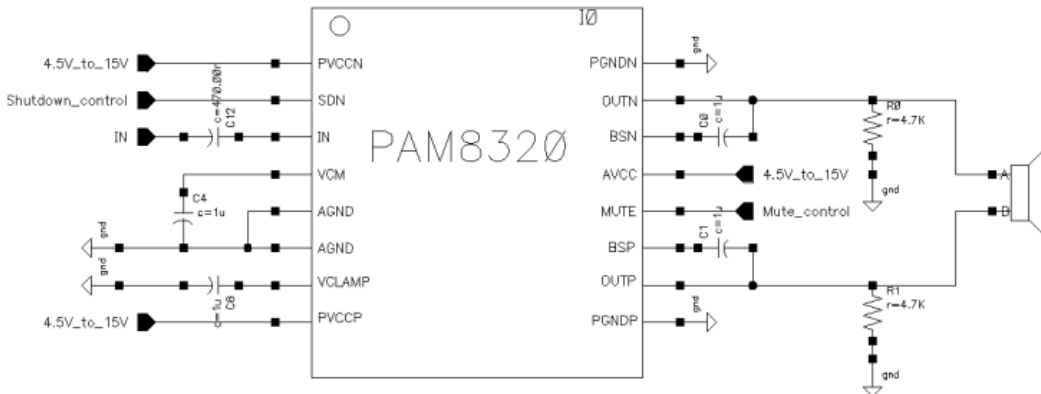 I0
4.5V_to_15V
PVCCN
PGNDN
gnd
Shutdown_control
SDN
OUTN
c=470.00n
C12
C0
c=1u
R0
r=4.7K
IN
IN
PAM8320
BSN
VCM
AVCC
4.5V_to_15V
A
C4
c=1u
gnd
AGND
MUTE
Mute_control
B
gnd
AGND
BSP
C1
c=1u
gnd
VCLAMP
OUTP
R1
r=4.7K
c=1u
C8
4.5V_to_15V
PVCCP
PGNDP
gnd
gnd